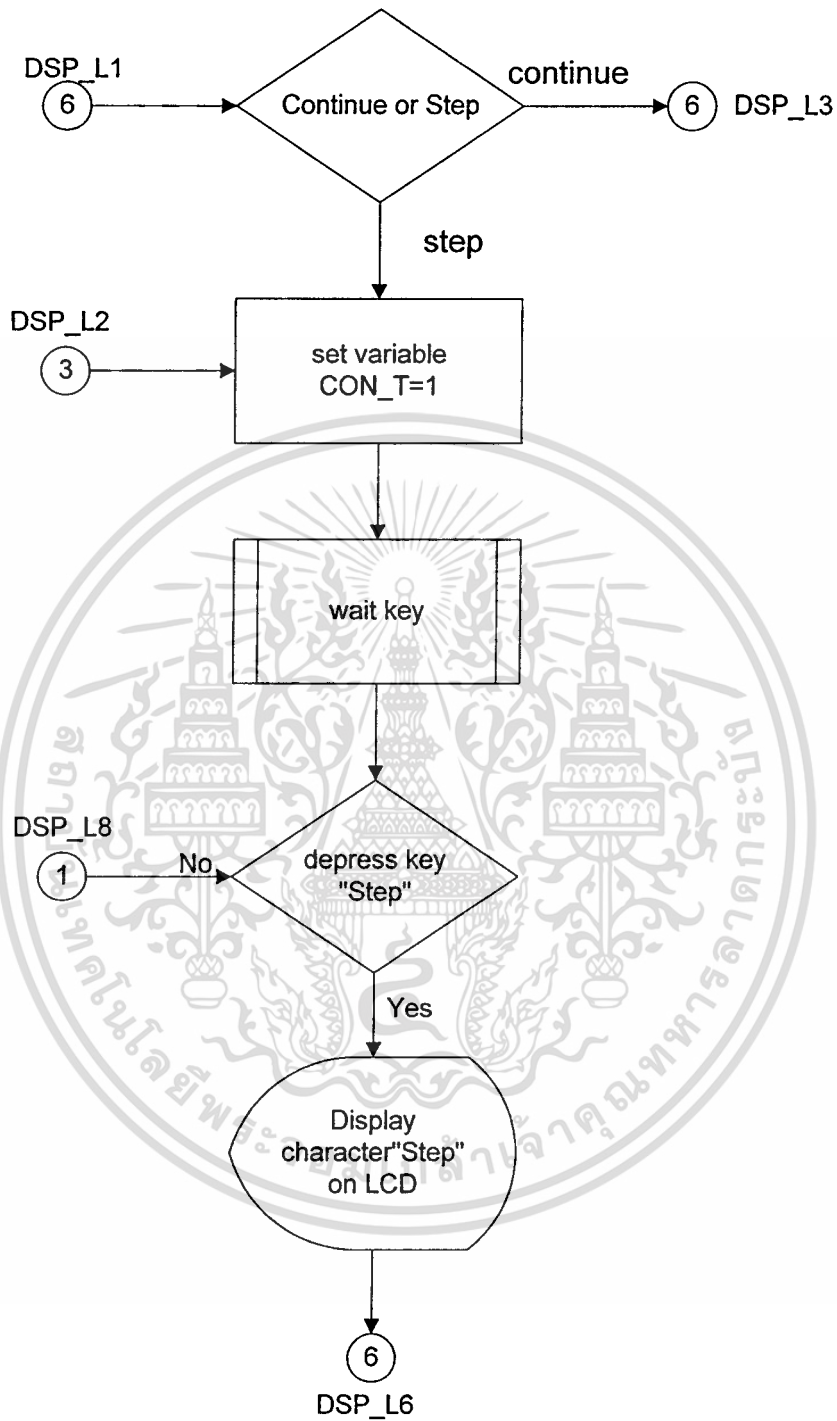 DSP_L1
6
Continue or Step
continue
6
DSP_L3
step
DSP_L2
3
set variable
CON_T=1
wait key
DSP_L8
1
No
depress key
"Step"
Yes
Display
character"Step"
on LCD
6
DSP_L6